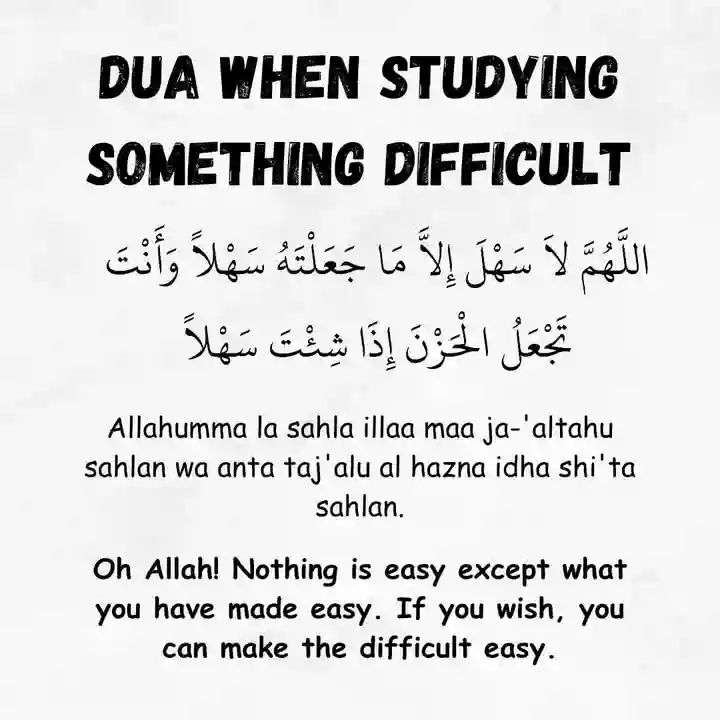 DUA WHEN STUDYING
SOMETHING DIFFICULT
اللَّهُمَّ لاَ سَهْلَ إِلاَّ مَا جَعَلْتَهُ سَهْلاً وَأَنْتَ
تَجْعَلُ الْحَزْنَ إِذَا شِئْتَ سَهْلاً
Allahumma la sahla illaa maa ja-'altahu
sahlan wa anta taj'alu al hazna idha shi'ta
sahlan.
Oh Allah! Nothing is easy except what
you have made easy. If you wish, you
can make the difficult easy.